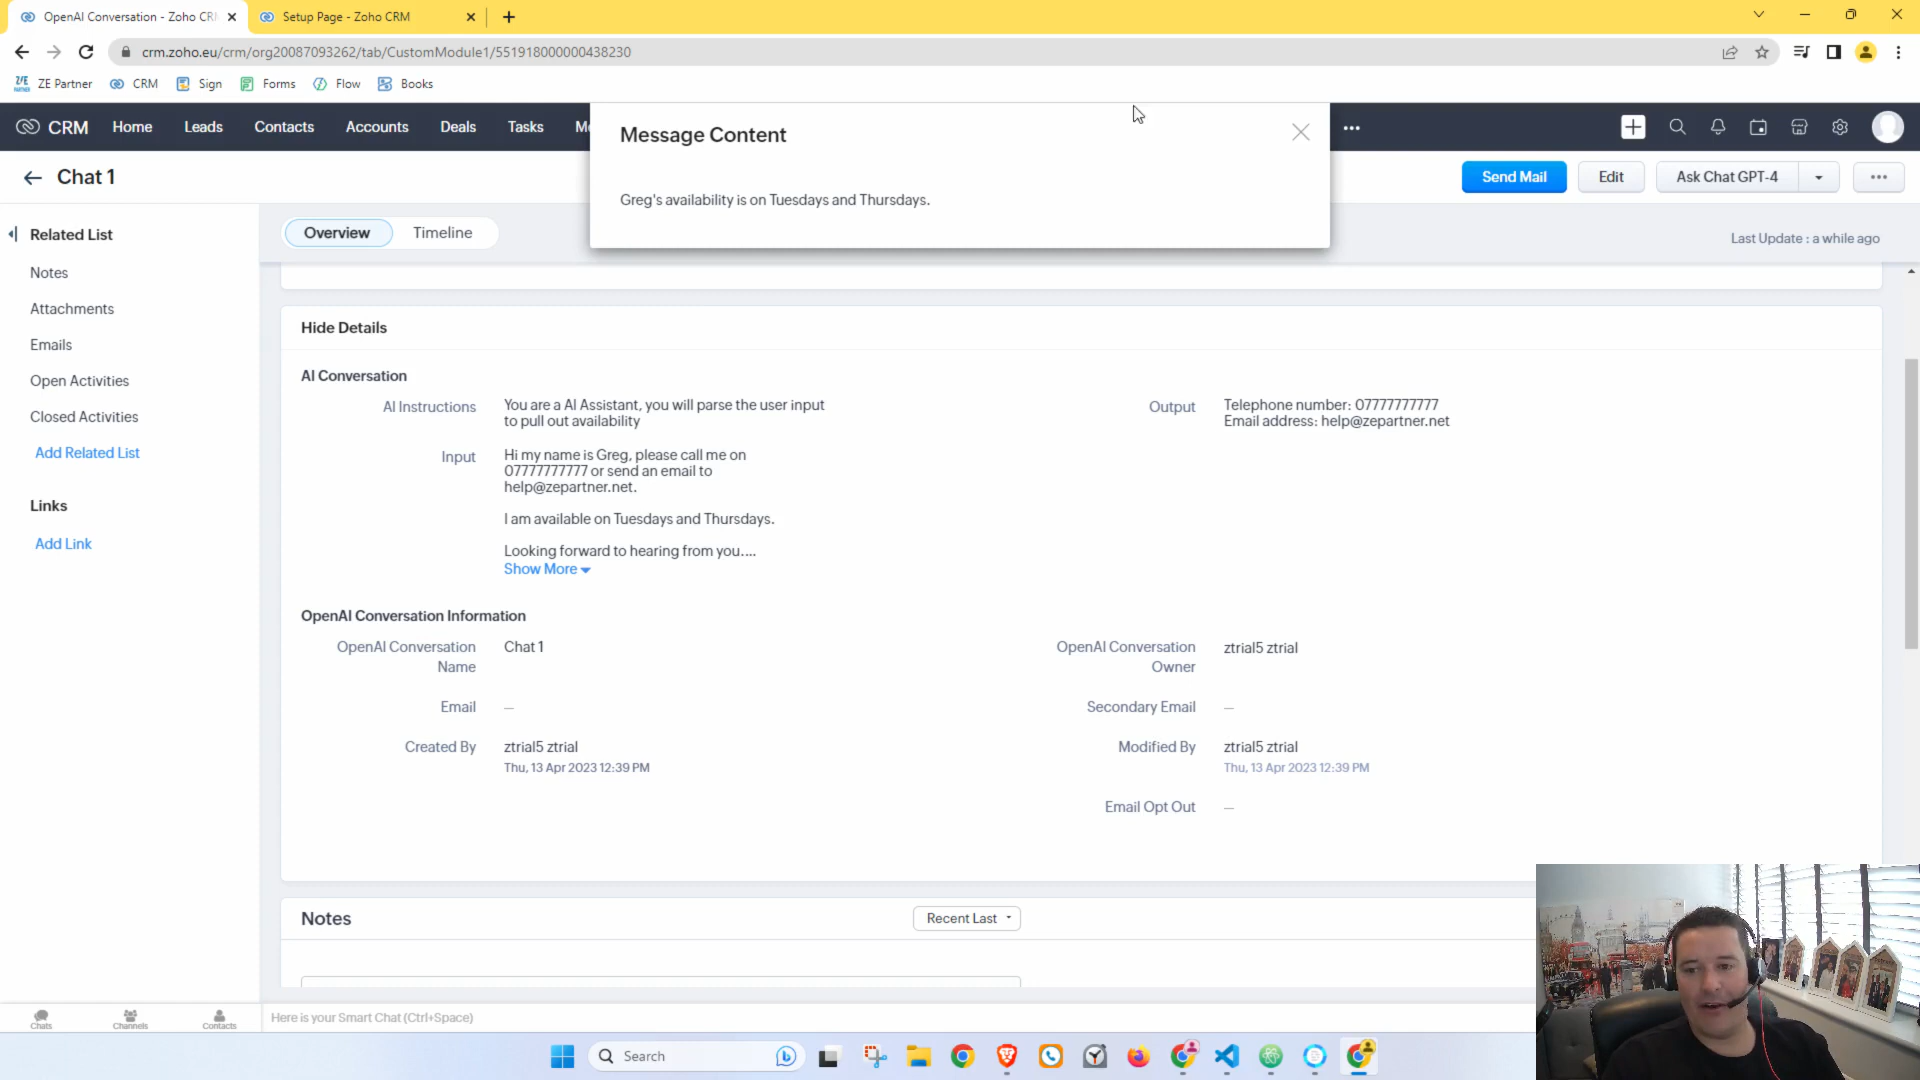 OpenAI Conversation - Zoho CR
Setup Page - Zoho CRM
crm.zoho.eu/crm/org20087093262/tab/CustomModule1/551918000000438230
ZE Partner
CRM
Sign
Forms
Flow
Books
CRM
Home
Leads
Contacts
Accounts
Deals
Tasks
Message Content
Greg's availability is on Tuesdays and Thursdays.
Chat 1
Send Mail
Edit
Ask Chat GPT-4
Related List
Overview
Timeline
Last Update : a while ago
Notes
Attachments
Emails
Open Activities
Closed Activities
Add Related List
Links
Add Link
Hide Details
AI Conversation
AI Instructions
You are a AI Assistant, you will parse the user input
to pull out availability
Output
Telephone number: 07777777777
Email address: help@zepartner.net
Input
Hi my name is Greg, please call me on
07777777777 or send an email to
help@zepartner.net.
I am available on Tuesdays and Thursdays.
Looking forward to hearing from you....
Show More
OpenAI Conversation Information
OpenAI Conversation
Name
Chat 1
OpenAI Conversation
Owner
ztrial5 ztrial
Email
—
Secondary Email
—
Created By
ztrial5 ztrial
Thu, 13 Apr 2023 12:39 PM
Modified By
ztrial5 ztrial
Thu, 13 Apr 2023 12:39 PM
Email Opt Out
—
Notes
Recent Last
Chats
Channels
Contacts
Here is your Smart Chat (Ctrl+Space)
Search